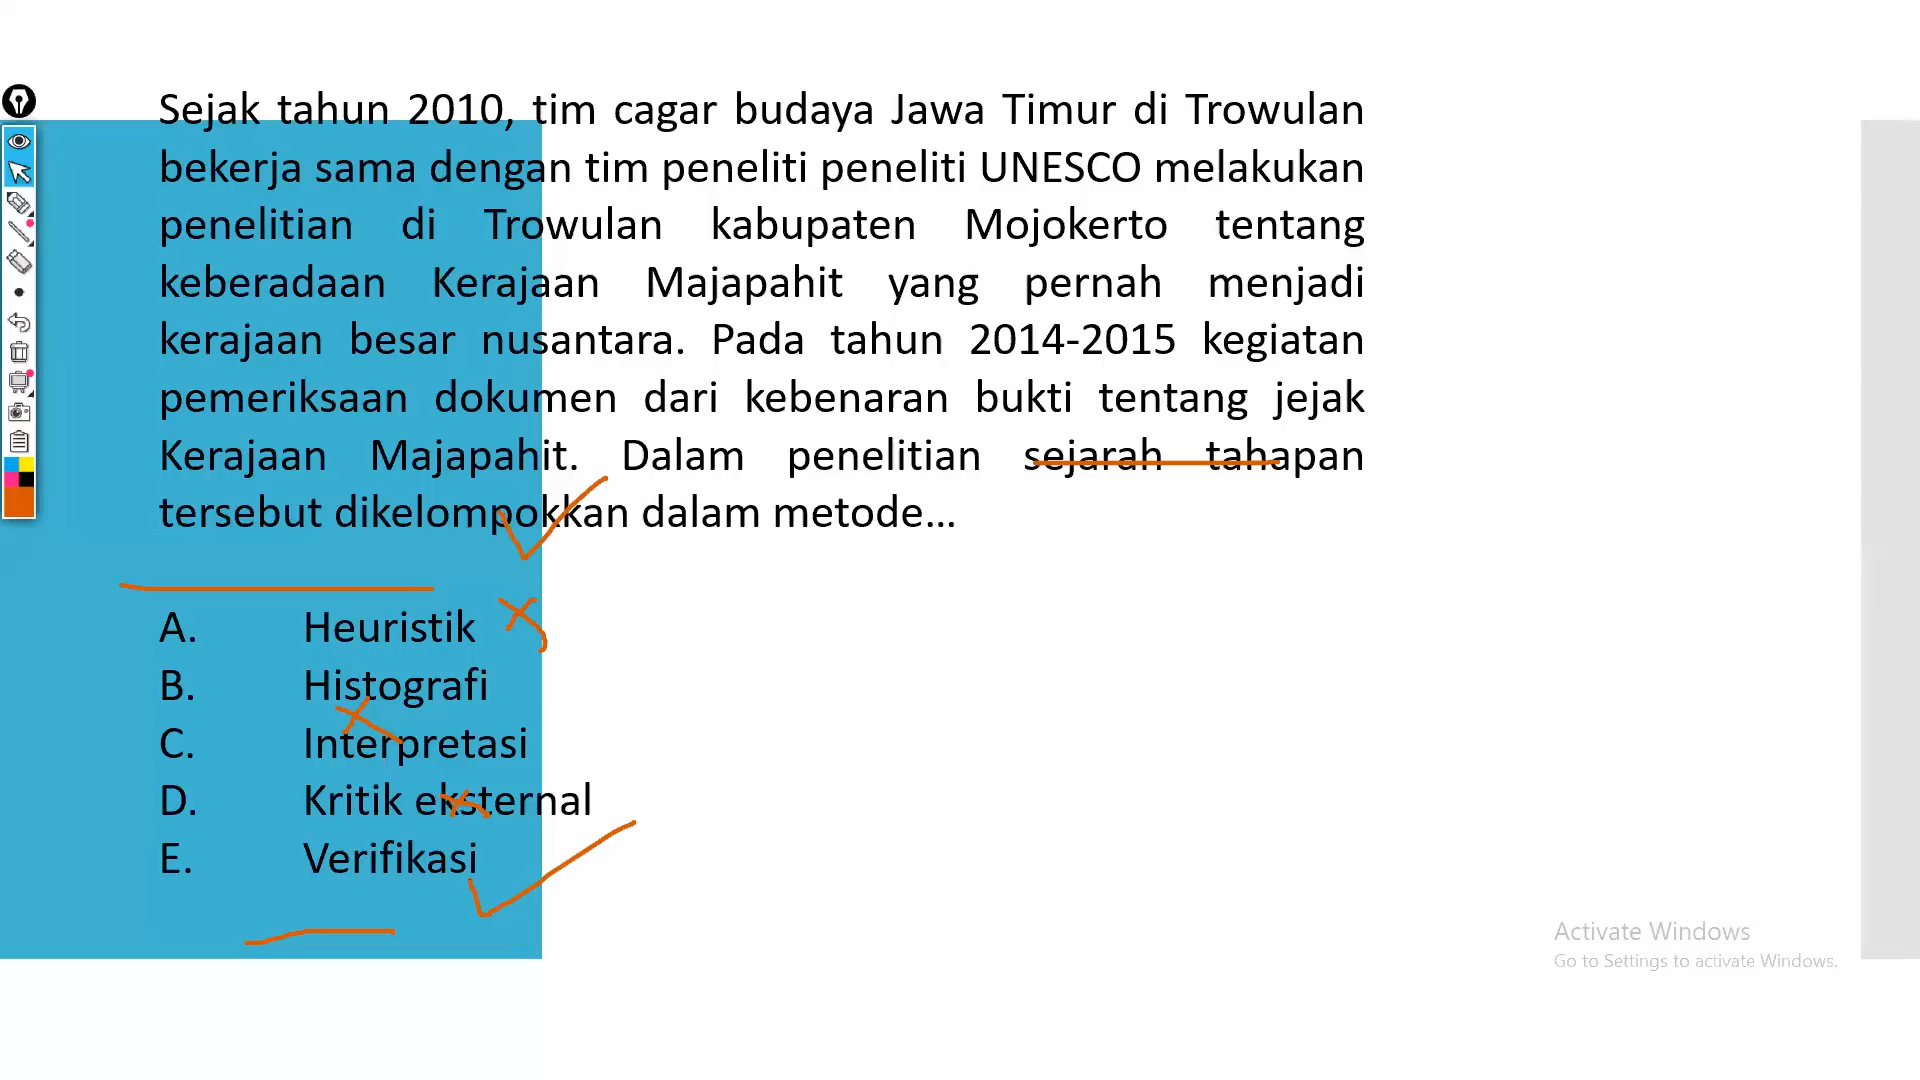 Sejak tahun 2010, tim cagar budaya Jawa Timur di Trowulan
bekerja sama dengan tim peneliti peneliti UNESCO melakukan
penelitian di Trowulan kabupaten Mojokerto tentang
keberadaan Kerajaan Majapahit yang pernah menjadi
kerajaan besar nusantara. Pada tahun 2014-2015 kegiatan
pemeriksaan dokumen dari kebenaran bukti tentang jejak
Kerajaan Majapahit. Dalam penelitian sejarah tahapan
tersebut dikelompokkan dalam metode...
A. Heuristik
B. Histografi
C. Interpretasi
D. Kritik eksternal
E. Verifikasi
Activate Windows
Go to Settings to activate Windows.